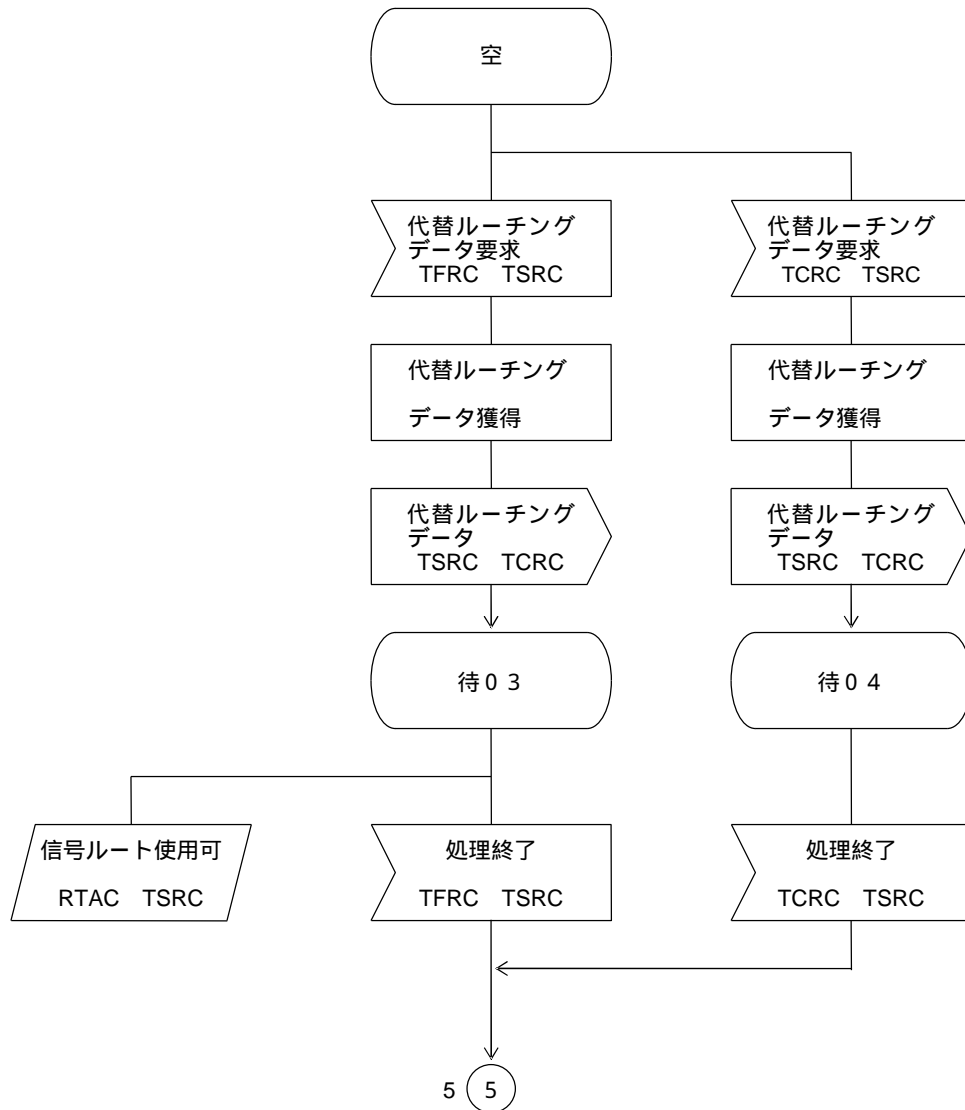 空
代替ルーチング
データ要求
TFRC TSRC
代替ルーチング
データ要求
TCRC TSRC
代替ルーチング
データ獲得
代替ルーチング
データ獲得
代替ルーチング
データ
TSRC TCRC
代替ルーチング
データ
TSRC TCRC
待03
待04
信号ルート使用可
RTAC TSRC
処理終了
TFRC TSRC
処理終了
TCRC TSRC
5 5